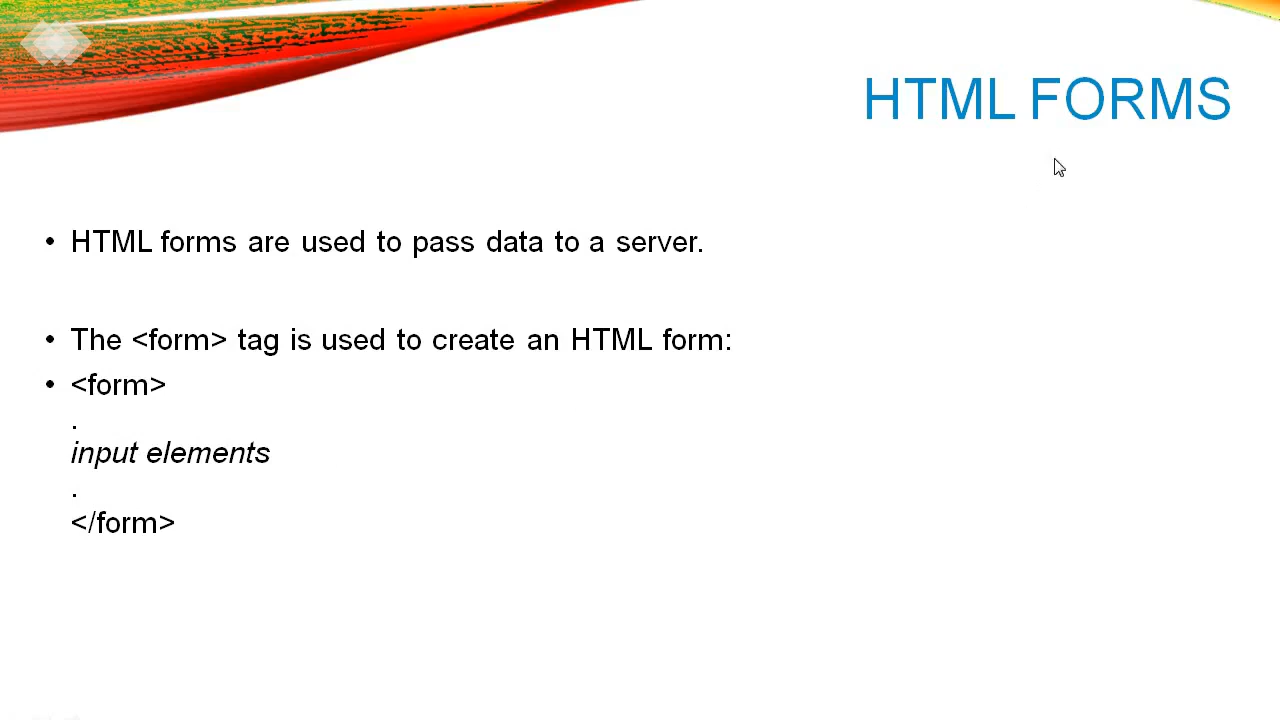 HTML FORMS
• HTML forms are used to pass data to a server.
• The <form> tag is used to create an HTML form:
• <form>
.
input elements
.
</form>